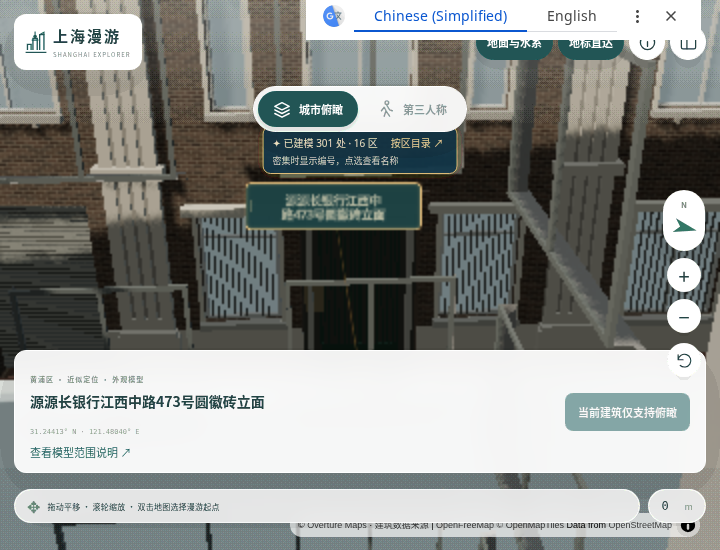 Chinese (Simplified)
English
上海漫游
SHANGHAI EXPLORER
地面与水系
地标直达
城市俯瞰
第三人称
✦ 已建模 301 处 · 16 区 按区目录 ↗
密集时显示编号，点选查看名称
源源长银行江西中
路473号圆徽砖立面
N
黄浦区 · 近似定位 · 外观模型
源源长银行江西中路473号圆徽砖立面
31.24413° N · 121.48040° E
查看模型范围说明 ↗
当前建筑仅支持俯瞰
拖动平移 · 滚轮缩放 · 双击地图选择漫游起点
0 m
© Overture Maps · 建筑数据来源 | OpenFreeMap © OpenMapTiles Data from OpenStreetMap